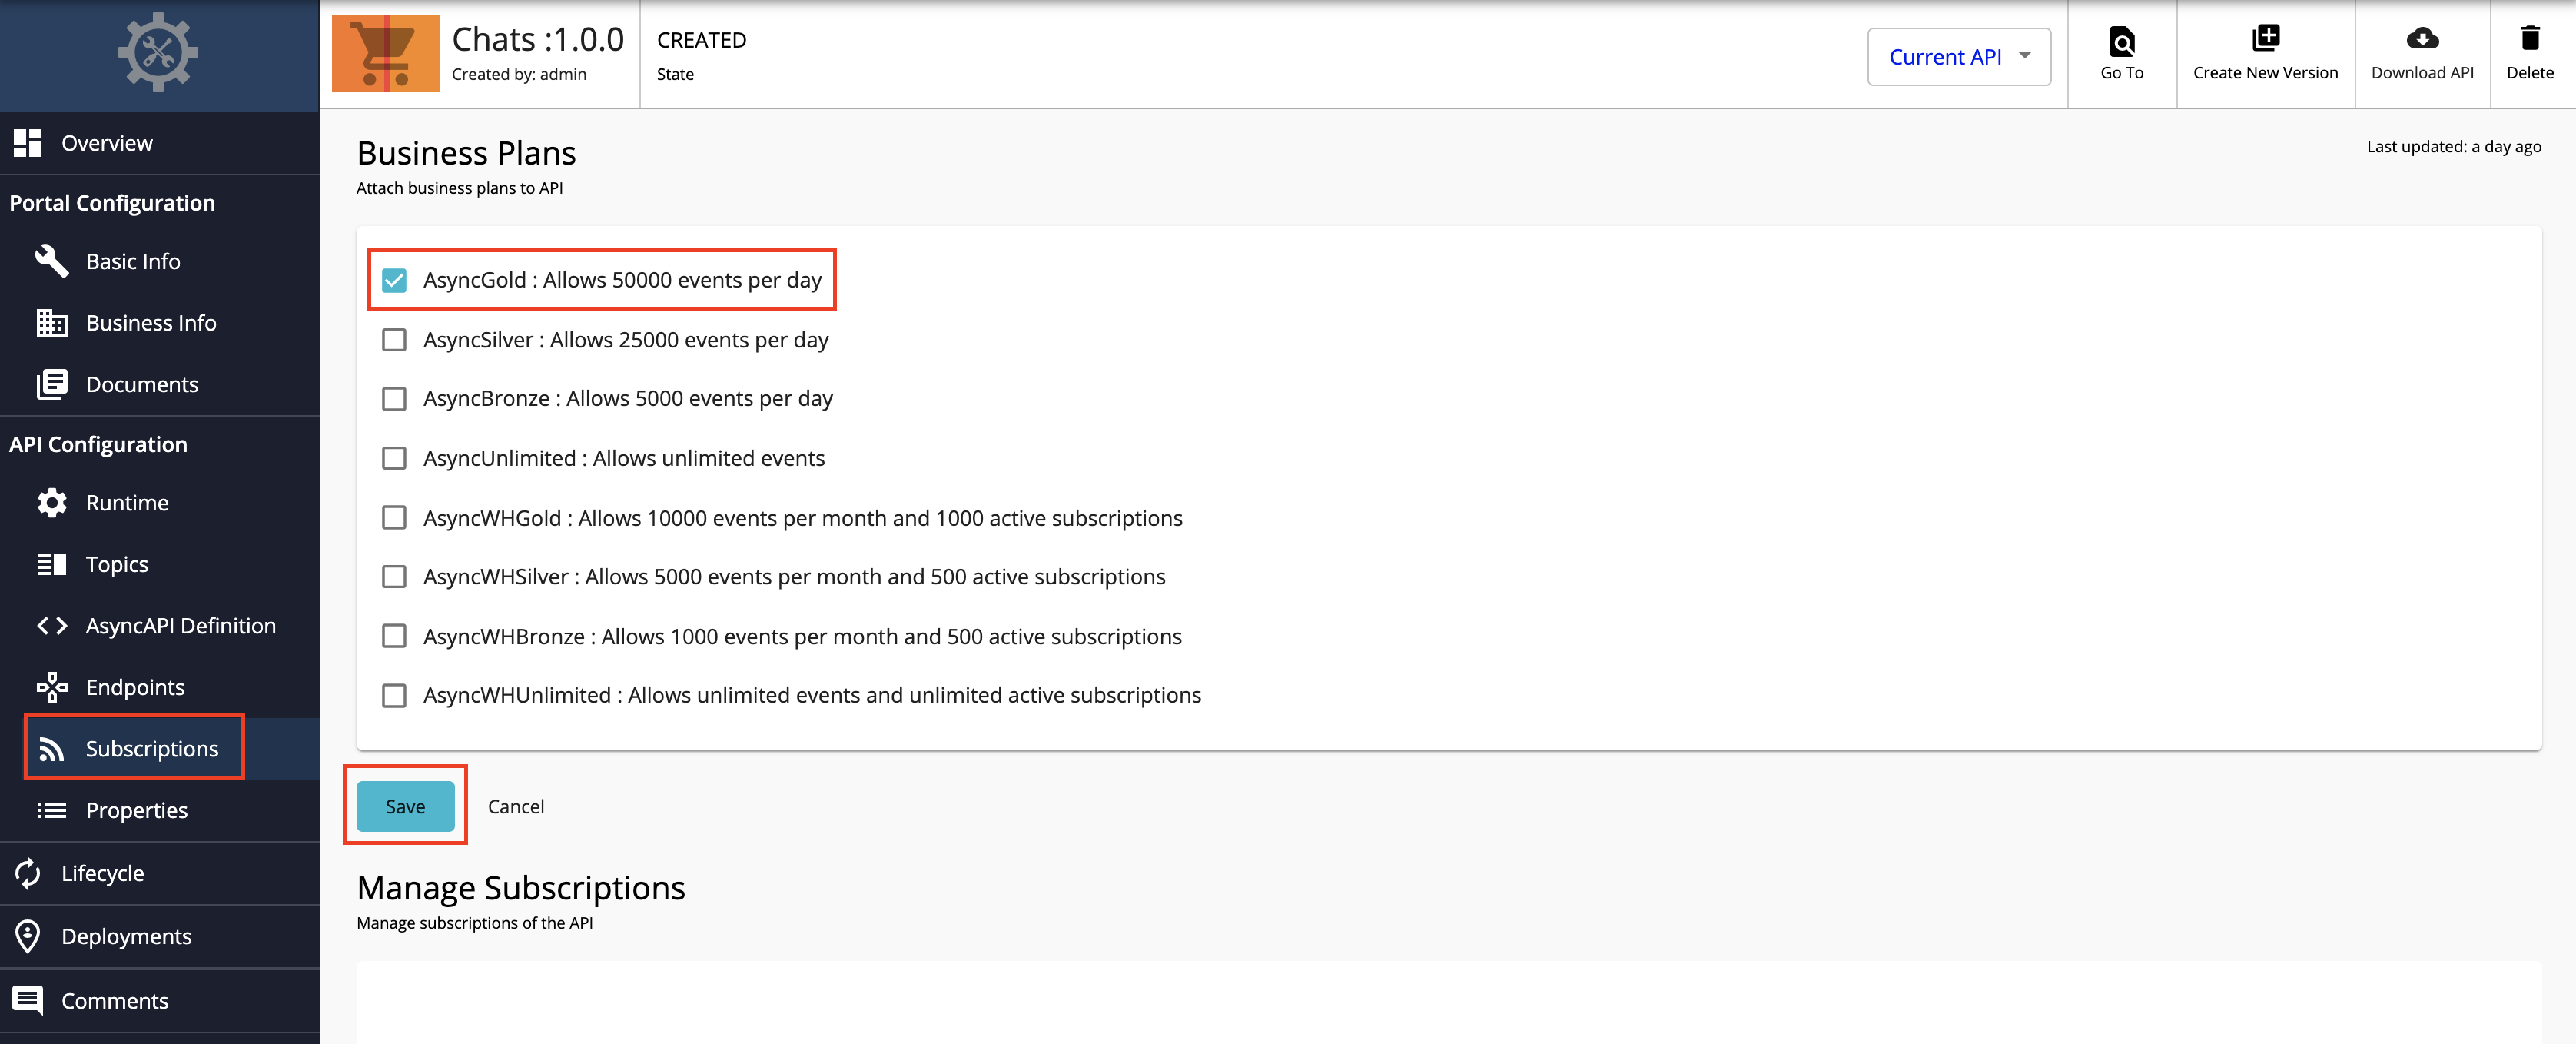 Chats :1.0.0
Created by: admin
CREATED
State
Current API
Go To
Create New Version
Download API
Delete
Overview
Portal Configuration
Basic Info
Business Info
Documents
API Configuration
Runtime
Topics
AsyncAPI Definition
Endpoints
Subscriptions
Properties
Lifecycle
Deployments
Comments
Business Plans
Last updated: a day ago
Attach business plans to API
AsyncGold : Allows 50000 events per day
AsyncSilver : Allows 25000 events per day
AsyncBronze : Allows 5000 events per day
AsyncUnlimited : Allows unlimited events
AsyncWHGold : Allows 10000 events per month and 1000 active subscriptions
AsyncWHSilver : Allows 5000 events per month and 500 active subscriptions
AsyncWHBronze : Allows 1000 events per month and 500 active subscriptions
AsyncWHUnlimited : Allows unlimited events and unlimited active subscriptions
Save
Cancel
Manage Subscriptions
Manage subscriptions of the API